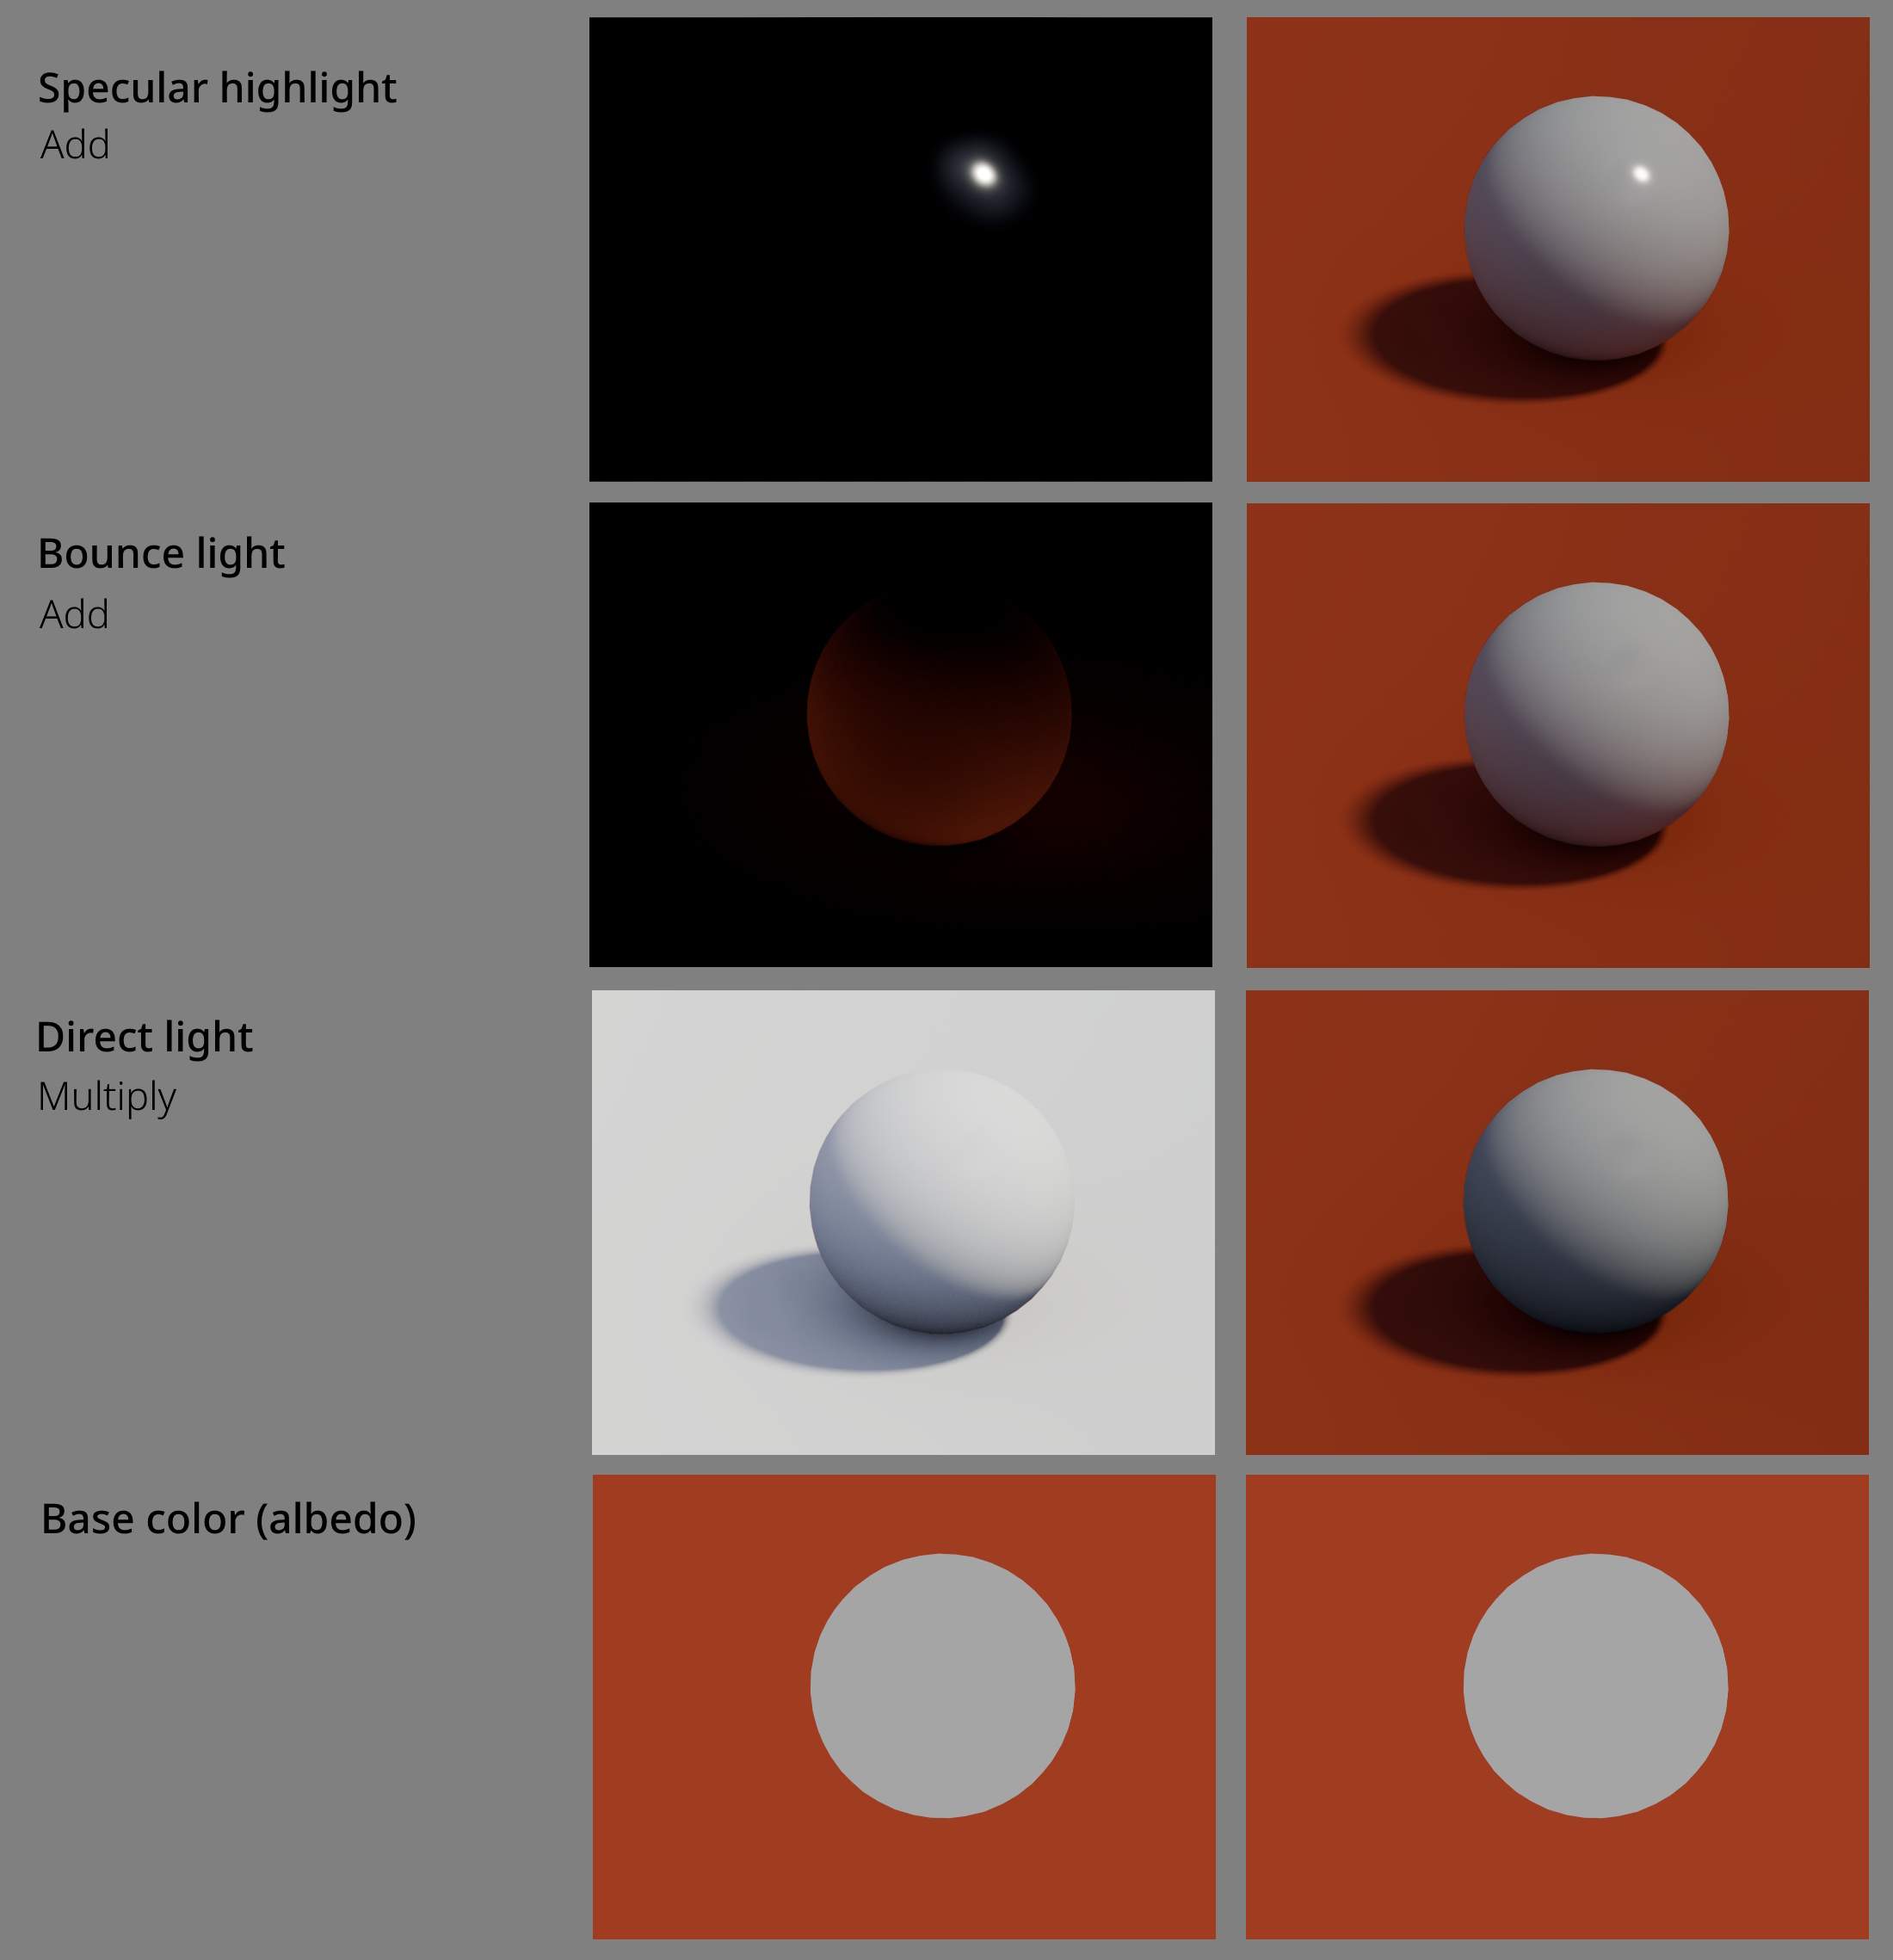 Specular highlight
Add
Bounce light
Add
Direct light
Multiply
Base color (albedo)